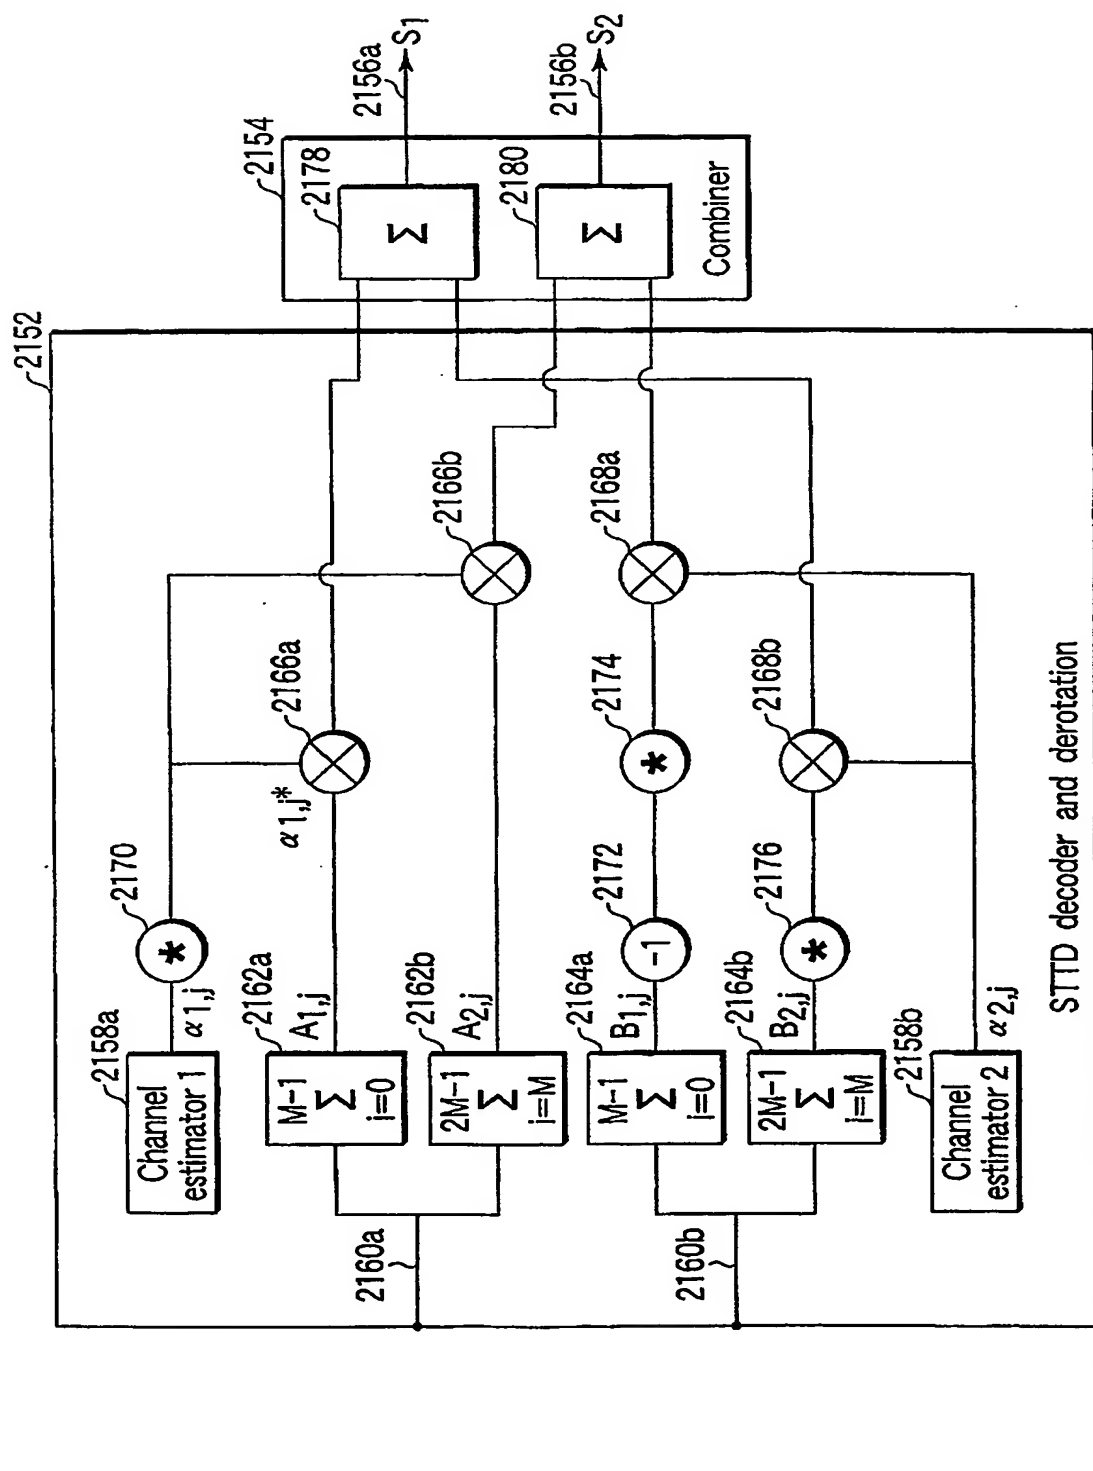 2152
2154
2158a
Channel
estimator 1
α1,j
*
2170
2162a
M-1
Σ
i=0
A1,j
α1,j*
2166a
2178
Σ
2156a
S1
2160a
2162b
2M-1
Σ
i=M
A2,j
2166b
2180
Σ
2156b
S2
Combiner
2164a
M-1
Σ
i=0
B1,j
-1
2172
*
2174
2168a
2160b
2164b
2M-1
Σ
i=M
B2,j
*
2176
2168b
2158b
Channel
estimator 2
α2,j
STTD decoder and derotation